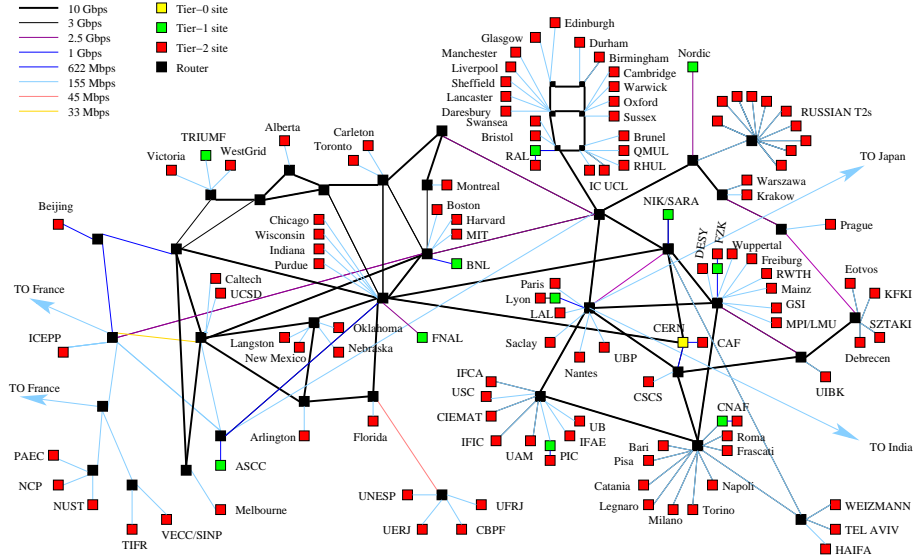 10 Gbps
3 Gbps
2.5 Gbps
1 Gbps
622 Mbps
155 Mbps
45 Mbps
33 Mbps
Tier−0 site
Tier−1 site
Tier−2 site
Router
Edinburgh
Glasgow
Durham
Manchester
Birmingham
Liverpool
Cambridge
Sheffield
Warwick
Lancaster
Oxford
Daresbury
Sussex
Swansea
Bristol
Brunel
RAL
QMUL
RHUL
IC UCL
Nordic
RUSSIAN T2s
TO Japan
Warszawa
Krakow
Prague
TRIUMF
Alberta
Carleton
Toronto
Victoria
WestGrid
Montreal
Boston
Harvard
MIT
BNL
Chicago
Wisconsin
Indiana
Purdue
Beijing
TO France
ICEPP
TO France
Caltech
UCSD
Oklahoma
Langston
New Mexico
Nebraska
FNAL
NIK/SARA
DESY
FZK
Wuppertal
Freiburg
RWTH
Mainz
GSI
MPI/LMU
Eotvos
KFKI
SZTAKI
Debrecen
UIBK
Paris
Lyon
LAL
Saclay
Nantes
UBP
CERN
CAF
CSCS
IFCA
USC
CIEMAT
IFIC
UAM
PIC
IFAE
UB
CNAF
Roma
Frascati
Bari
Pisa
Catania
Legnaro
Milano
Torino
Napoli
TO India
WEIZMANN
TEL AVIV
HAIFA
Arlington
Florida
ASCC
Melbourne
PAEC
NCP
NUST
TIFR
VECC/SINP
UNESP
UFRJ
UERJ
CBPF